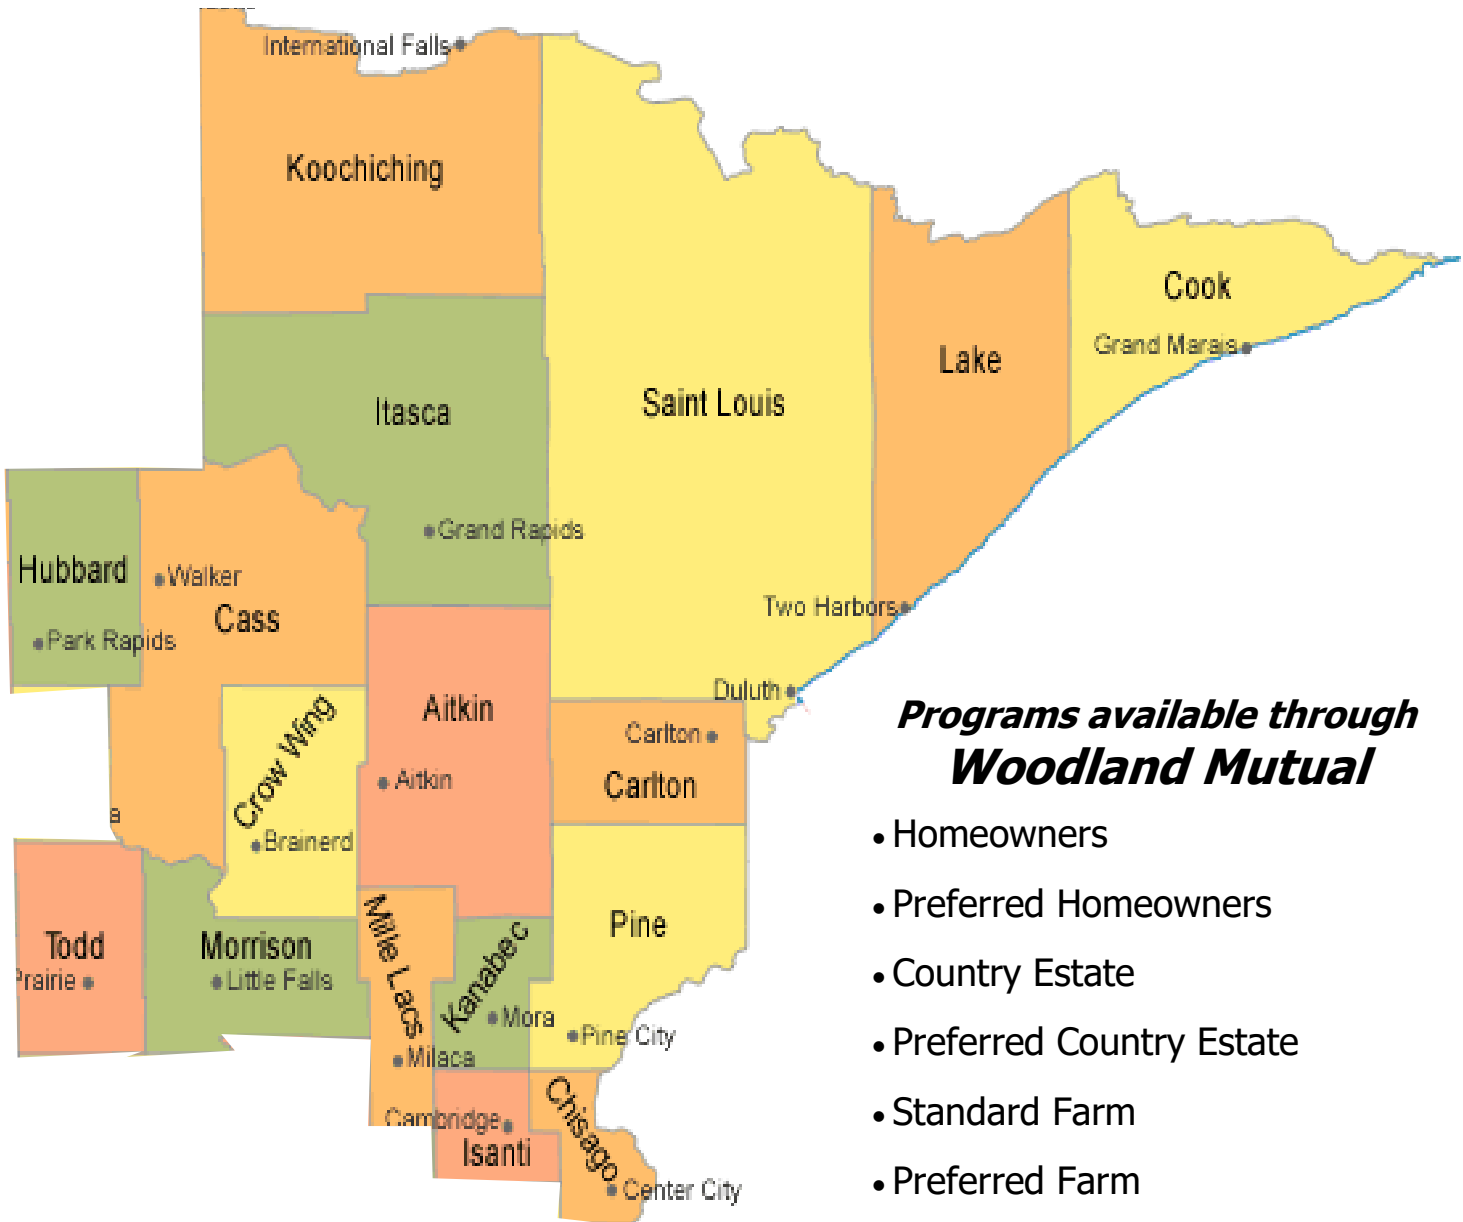 International Falls
Koochiching
Cook
Grand Marais
Lake
Saint Louis
Itasca
Grand Rapids
Hubbard
Walker
Cass
Park Rapids
Two Harbors
Duluth
Aitkin
Crow Wing
Carlton
Carlton
Aitkin
a
Brainerd
Programs available through
Woodland Mutual
• Homeowners
• Preferred Homeowners
• Country Estate
• Preferred Country Estate
• Standard Farm
• Preferred Farm
Mille Lacs
Pine
Todd
Morrison
Kanabec
Prairie
Little Falls
Mora
Pine City
Milaca
Chisago
Cambridge
Isanti
Center City